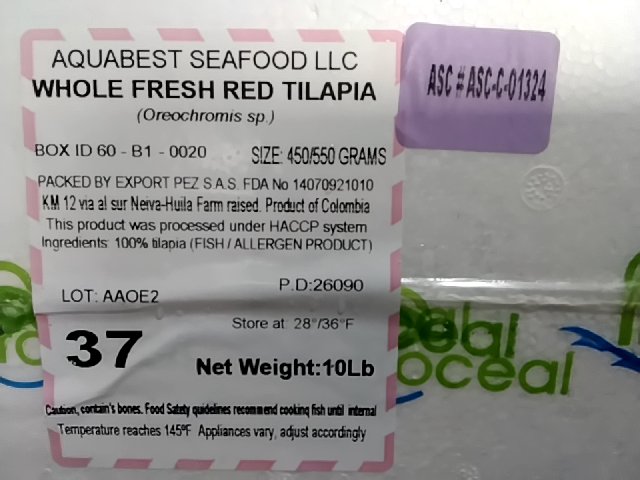 AQUABEST SEAFOOD LLC
WHOLE FRESH RED TILAPIA
(Oreochromis sp.)
BOX ID 60 - B1 - 0020 SIZE: 450/550 GRAMS
PACKED BY EXPORT PEZ S.A.S. FDA No 14070921010
KM 12 via al sur Neiva-Huila Farm raised. Product of Colombia
This product was processed under HACCP system
Ingredients: 100% tilapia (FISH / ALLERGEN PRODUCT)
P.D:26090
LOT: AAOE2
Store at: 28°/36°F
37
Net Weight:10Lb
Caution, contain's bones. Food Safety guidelines recommend cooking fish until internal
Temperature reaches 145ºF Appliances vary, adjust accordingly
ASC # ASC-C-01324
oceal